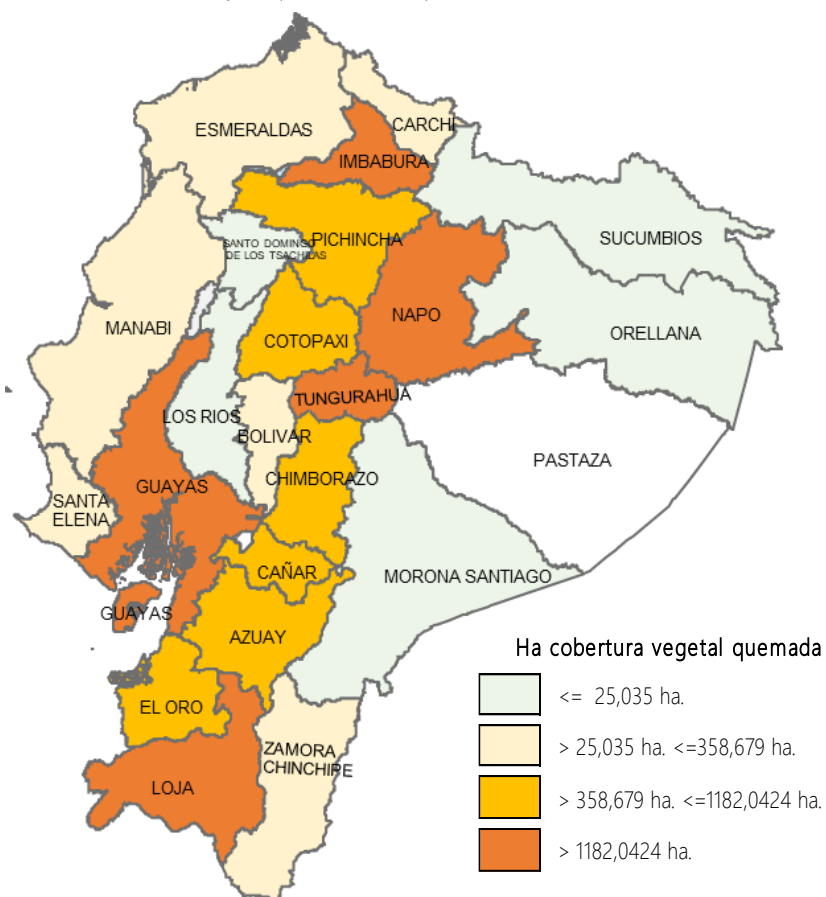 ESMERALDAS
CARCHI
IMBABURA
SUCUMBIOS
PICHINCHA
SANTO DOMINGO
DE LOS TSACHILAS
NAPO
MANABI
ORELLANA
COTOPAXI
TUNGURAHUA
LOS RIOS
BOLIVAR
PASTAZA
CHIMBORAZO
GUAYAS
SANTA
ELENA
CAÑAR
MORONA SANTIAGO
GUAYAS
AZUAY
EL ORO
ZAMORA
CHINCHIPE
LOJA
Ha cobertura vegetal quemada
<= 25,035 ha.
> 25,035 ha. <=358,679 ha.
> 358,679 ha. <=1182,0424 ha.
> 1182,0424 ha.